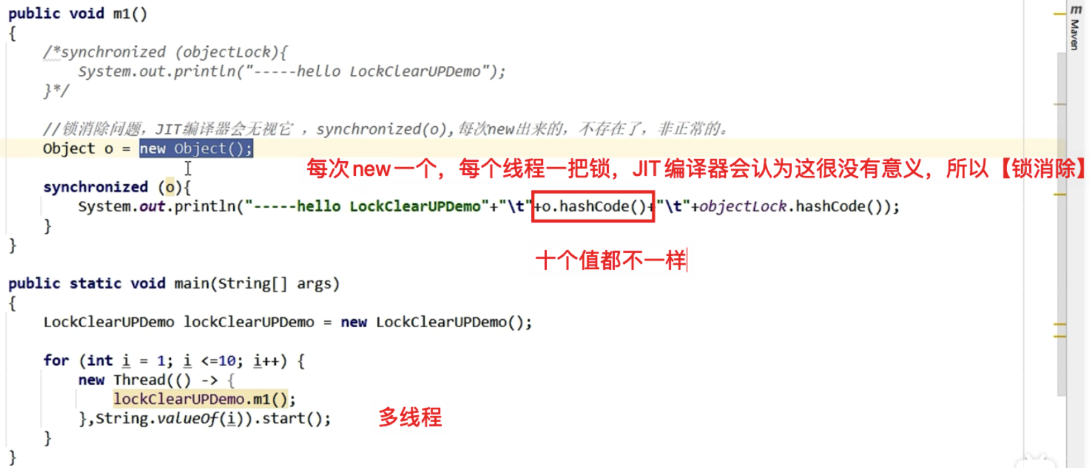 public void m1()
{
/*synchronized (objectLock){
System.out.println("-----hello LockClearUPDemo");
}*/
//锁消除问题，JIT编译器会无视它 ，synchronized(o),每次new出来的，不存在了，非正常的。
Object o = new Object();
每次new一个，每个线程一把锁，JIT编译器会认为这很没有意义，所以【锁消除】
synchronized (o){
System.out.println("-----hello LockClearUPDemo"+"\t"+o.hashCode()+"\t"+objectLock.hashCode());
}
}
十个值都不一样
public static void main(String[] args)
{
LockClearUPDemo lockClearUPDemo = new LockClearUPDemo();
for (int i = 1; i <=10; i++) {
new Thread(() -> {
lockClearUPDemo.m1();
},String.valueOf(i)).start();
多线程
}
}
m
Maven